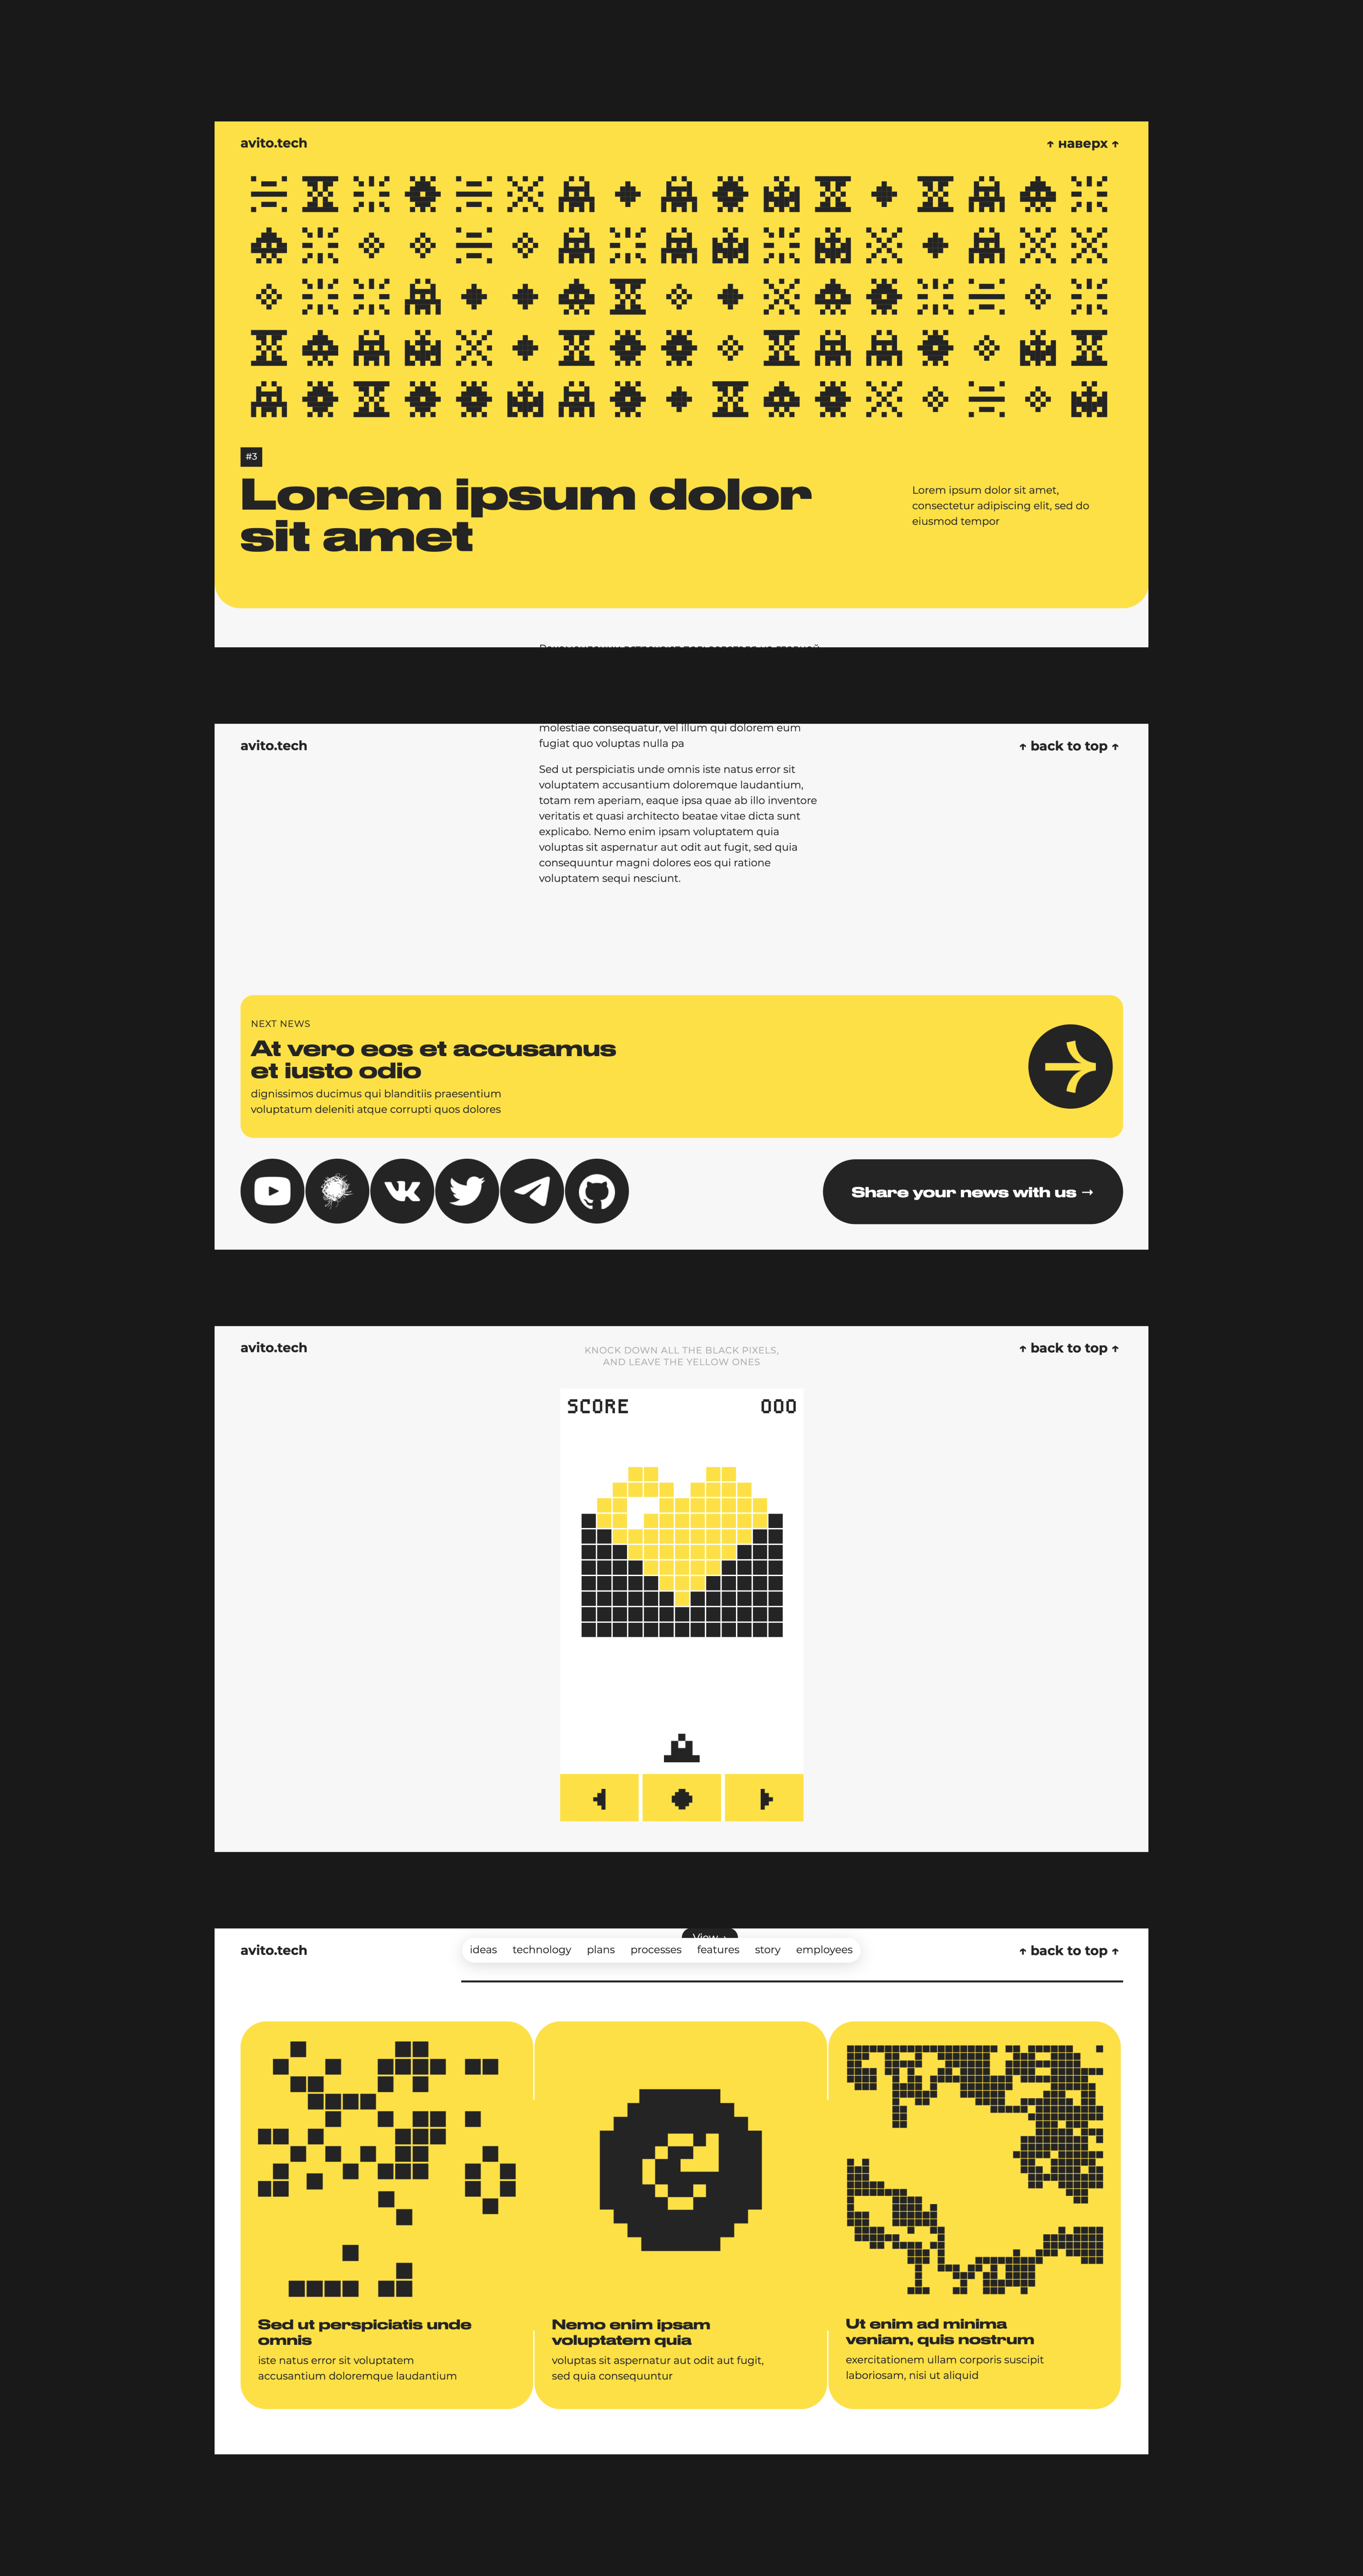 avito.tech
↑ наверх ↑
#3
Lorem ipsum dolor
sit amet
Lorem ipsum dolor sit amet,
consectetur adipiscing elit, sed do
eiusmod tempor
avito.tech
↑ back to top ↑
molestiae consequatur, vel illum qui dolorem eum
fugiat quo voluptas nulla pa
Sed ut perspiciatis unde omnis iste natus error sit
voluptatem accusantium doloremque laudantium,
totam rem aperiam, eaque ipsa quae ab illo inventore
veritatis et quasi architecto beatae vitae dicta sunt
explicabo. Nemo enim ipsam voluptatem quia
voluptas sit aspernatur aut odit aut fugit, sed quia
consequuntur magni dolores eos qui ratione
voluptatem sequi nesciunt.
NEXT NEWS
At vero eos et accusamus
et iusto odio
dignissimos ducimus qui blanditiis praesentium
voluptatum deleniti atque corrupti quos dolores
Share your news with us →
avito.tech
KNOCK DOWN ALL THE BLACK PIXELS,
AND LEAVE THE YELLOW ONES
↑ back to top ↑
SCORE 000
avito.tech
View
ideas technology plans processes features story employees
↑ back to top ↑
Sed ut perspiciatis unde
omnis
iste natus error sit voluptatem
accusantium doloremque laudantium
Nemo enim ipsam
voluptatem quia
voluptas sit aspernatur aut odit aut fugit,
sed quia consequuntur
Ut enim ad minima
veniam, quis nostrum
exercitationem ullam corporis suscipit
laboriosam, nisi ut aliquid